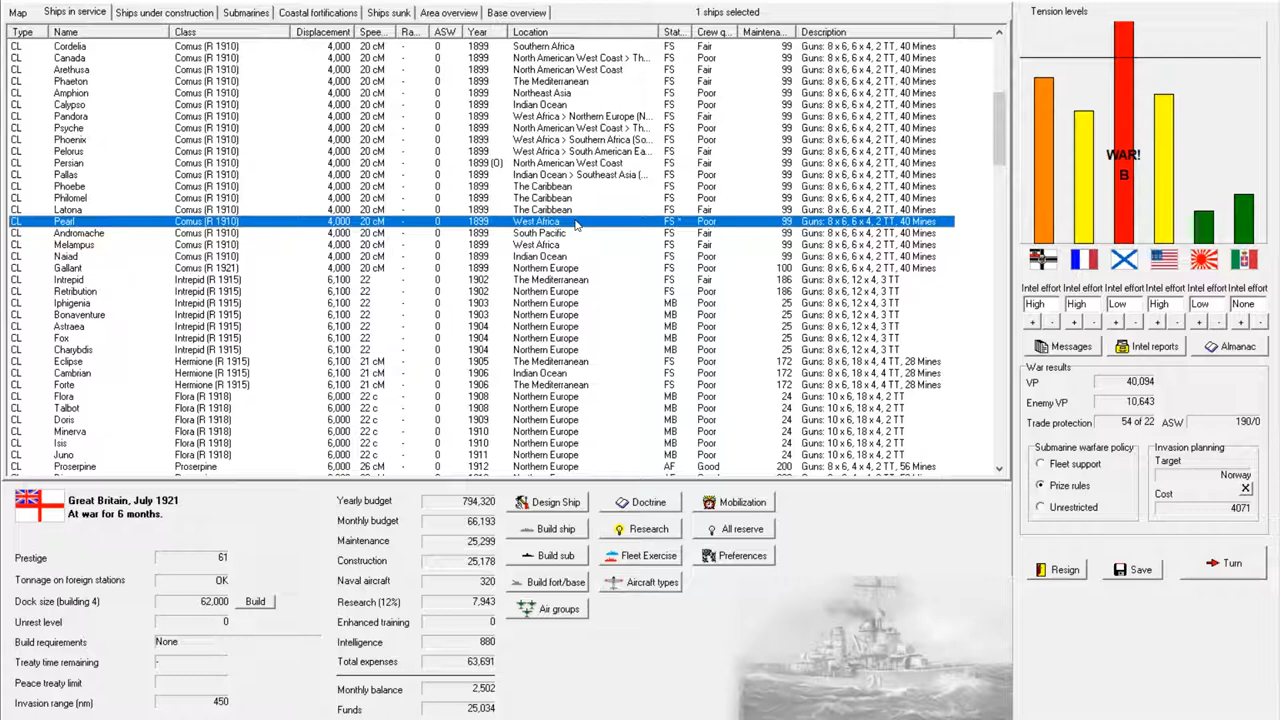 Map Ships in service Ships under construction Submarines Coastal fortifications Ships sunk Area overview Base overview 1 ships selected
Type Name Class Displacement Spee... Ra... ASW Year Location Stat... Crew q... Maintena... Description
CL Cordelia Comus (R 1910) 4,000 20 cM - 0 1899 Southern Africa FS Fair 99 Guns: 8 x 6, 6 x 4, 2 TT, 40 Mines
CL Canada Comus (R 1910) 4,000 20 cM - 0 1899 North American West Coast > Th... FS Fair 99 Guns: 8 x 6, 6 x 4, 2 TT, 40 Mines
CL Arethusa Comus (R 1910) 4,000 20 cM - 0 1899 North American West Coast FS Fair 99 Guns: 8 x 6, 6 x 4, 2 TT, 40 Mines
CL Phaeton Comus (R 1910) 4,000 20 cM - 0 1899 The Mediterranean FS Fair 99 Guns: 8 x 6, 6 x 4, 2 TT, 40 Mines
CL Amphion Comus (R 1910) 4,000 20 cM - 0 1899 Northeast Asia FS Poor 99 Guns: 8 x 6, 6 x 4, 2 TT, 40 Mines
CL Calypso Comus (R 1910) 4,000 20 cM - 0 1899 Indian Ocean FS Poor 99 Guns: 8 x 6, 6 x 4, 2 TT, 40 Mines
CL Pandora Comus (R 1910) 4,000 20 cM - 0 1899 West Africa > Northern Europe (N... FS Fair 99 Guns: 8 x 6, 6 x 4, 2 TT, 40 Mines
CL Psyche Comus (R 1910) 4,000 20 cM - 0 1899 North American West Coast > Th... FS Poor 99 Guns: 8 x 6, 6 x 4, 2 TT, 40 Mines
CL Phoenix Comus (R 1910) 4,000 20 cM - 0 1899 West Africa > Southern Africa (So... FS Poor 99 Guns: 8 x 6, 6 x 4, 2 TT, 40 Mines
CL Pelorus Comus (R 1910) 4,000 20 cM - 0 1899 West Africa > South American Ea... FS Fair 99 Guns: 8 x 6, 6 x 4, 2 TT, 40 Mines
CL Persian Comus (R 1910) 4,000 20 cM - 0 1899 (O) North American West Coast FS Fair 99 Guns: 8 x 6, 6 x 4, 2 TT, 40 Mines
CL Pallas Comus (R 1910) 4,000 20 cM - 0 1899 Indian Ocean > Southeast Asia (... FS Poor 99 Guns: 8 x 6, 6 x 4, 2 TT, 40 Mines
CL Phoebe Comus (R 1910) 4,000 20 cM - 0 1899 The Caribbean FS Poor 99 Guns: 8 x 6, 6 x 4, 2 TT, 40 Mines
CL Philomel Comus (R 1910) 4,000 20 cM - 0 1899 The Caribbean FS Poor 99 Guns: 8 x 6, 6 x 4, 2 TT, 40 Mines
CL Latona Comus (R 1910) 4,000 20 cM - 0 1899 The Caribbean FS Fair 99 Guns: 8 x 6, 6 x 4, 2 TT, 40 Mines
CL Pearl Comus (R 1910) 4,000 20 cM - 0 1899 West Africa FS * Poor 99 Guns: 8 x 6, 6 x 4, 2 TT, 40 Mines
CL Andromache Comus (R 1910) 4,000 20 cM - 0 1899 South Pacific FS Fair 99 Guns: 8 x 6, 6 x 4, 2 TT, 40 Mines
CL Melampus Comus (R 1910) 4,000 20 cM - 0 1899 West Africa FS Fair 99 Guns: 8 x 6, 6 x 4, 2 TT, 40 Mines
CL Naiad Comus (R 1910) 4,000 20 cM - 0 1899 Indian Ocean FS Poor 99 Guns: 8 x 6, 6 x 4, 2 TT, 40 Mines
CL Gallant Comus (R 1921) 4,000 20 cM - 0 1899 Northern Europe FS Poor 100 Guns: 8 x 6, 6 x 4, 2 TT, 40 Mines
CL Intrepid Intrepid (R 1915) 6,100 22 - 0 1902 The Mediterranean FS Fair 186 Guns: 8 x 6, 12 x 4, 3 TT
CL Retribution Intrepid (R 1915) 6,100 22 - 0 1902 Northern Europe FS Poor 186 Guns: 8 x 6, 12 x 4, 3 TT
CL Iphigenia Intrepid (R 1915) 6,100 22 - 0 1903 Northern Europe MB Poor 25 Guns: 8 x 6, 12 x 4, 3 TT
CL Bonaventure Intrepid (R 1915) 6,100 22 - 0 1903 Northern Europe MB Poor 25 Guns: 8 x 6, 12 x 4, 3 TT
CL Astraea Intrepid (R 1915) 6,100 22 - 0 1904 Northern Europe MB Poor 25 Guns: 8 x 6, 12 x 4, 3 TT
CL Fox Intrepid (R 1915) 6,100 22 - 0 1904 Northern Europe MB Poor 25 Guns: 8 x 6, 12 x 4, 3 TT
CL Charybdis Intrepid (R 1915) 6,100 22 - 0 1904 Northern Europe MB Poor 25 Guns: 8 x 6, 12 x 4, 3 TT
CL Eclipse Hermione (R 1915) 6,100 21 cM - 0 1905 The Mediterranean FS Poor 172 Guns: 8 x 6, 18 x 4, 4 TT, 28 Mines
CL Cambrian Hermione (R 1915) 6,100 21 cM - 0 1906 Indian Ocean FS Poor 172 Guns: 8 x 6, 18 x 4, 4 TT, 28 Mines
CL Forte Hermione (R 1915) 6,100 21 cM - 0 1906 The Mediterranean FS Poor 172 Guns: 8 x 6, 18 x 4, 4 TT, 28 Mines
CL Flora Flora (R 1918) 6,000 22 c - 0 1908 Northern Europe MB Poor 24 Guns: 10 x 6, 18 x 4, 2 TT
CL Talbot Flora (R 1918) 6,000 22 c - 0 1908 Northern Europe MB Poor 24 Guns: 10 x 6, 18 x 4, 2 TT
CL Doris Flora (R 1918) 6,000 22 c - 0 1909 Northern Europe MB Poor 24 Guns: 10 x 6, 18 x 4, 2 TT
CL Minerva Flora (R 1918) 6,000 22 c - 0 1910 Northern Europe MB Poor 24 Guns: 10 x 6, 18 x 4, 2 TT
CL Isis Flora (R 1918) 6,000 22 c - 0 1910 Northern Europe MB Poor 24 Guns: 10 x 6, 18 x 4, 2 TT
CL Juno Flora (R 1918) 6,000 22 c - 0 1911 Northern Europe MB Poor 24 Guns: 10 x 6, 18 x 4, 2 TT
CL Proserpine Proserpine 6,000 26 cM - 0 1912 Northern Europe AF Good 200 Guns: 8 x 6, 4 x 4, 2 TT, 56 Mines
Great Britain, July 1921
At war for 6 months.
Prestige 61
Tonnage on foreign stations OK
Dock size (building 4) 62,000 Build
Unrest level 0
Build requirements None
Treaty time remaining -
Peace treaty limit
Invasion range (nm) 450
Yearly budget 794,320
Monthly budget 66,193
Maintenance 25,299
Construction 25,178
Naval aircraft 320
Research (12%) 7,943
Enhanced training 0
Intelligence 880
Total expenses 63,691
Monthly balance 2,502
Funds 25,034
Design Ship Doctrine Mobilization
Build ship Research All reserve
Build sub Fleet Exercise Preferences
Build fort/base Aircraft types
Air groups
Tension levels
WAR!
B
Intel effort Intel effort Intel effort Intel effort Intel effort Intel effort
High High Low High Low None
+ - + - + - + - + - + -
Messages Intel reports Almanac
War results
VP 40,094
Enemy VP 10,643
Trade protection 54 of 22 ASW 190/0
Submarine warfare policy
Fleet support
Prize rules
Unrestricted
Invasion planning
Target
Norway
Cost X
4071
Resign Save Turn